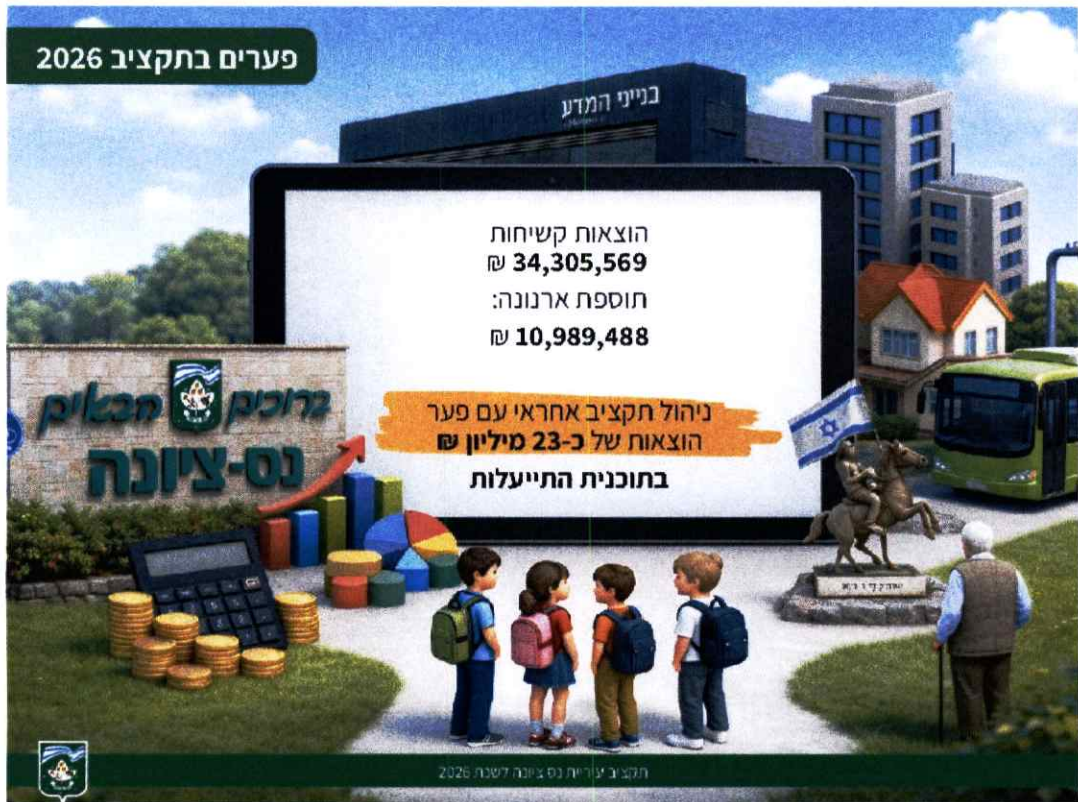 פערים בתקציב 2026
בנייני המדע
הוצאות קשיחות
34,305,569 ₪
תוספת ארנונה:
10,989,488 ₪
ניהול תקציב אחראי עם פער
הוצאות של כ-23 מיליון ₪
בתוכנית התייעלות
ברוכים הבאים
נס-ציונה
תקציב עיריית נס ציונה לשנת 2026